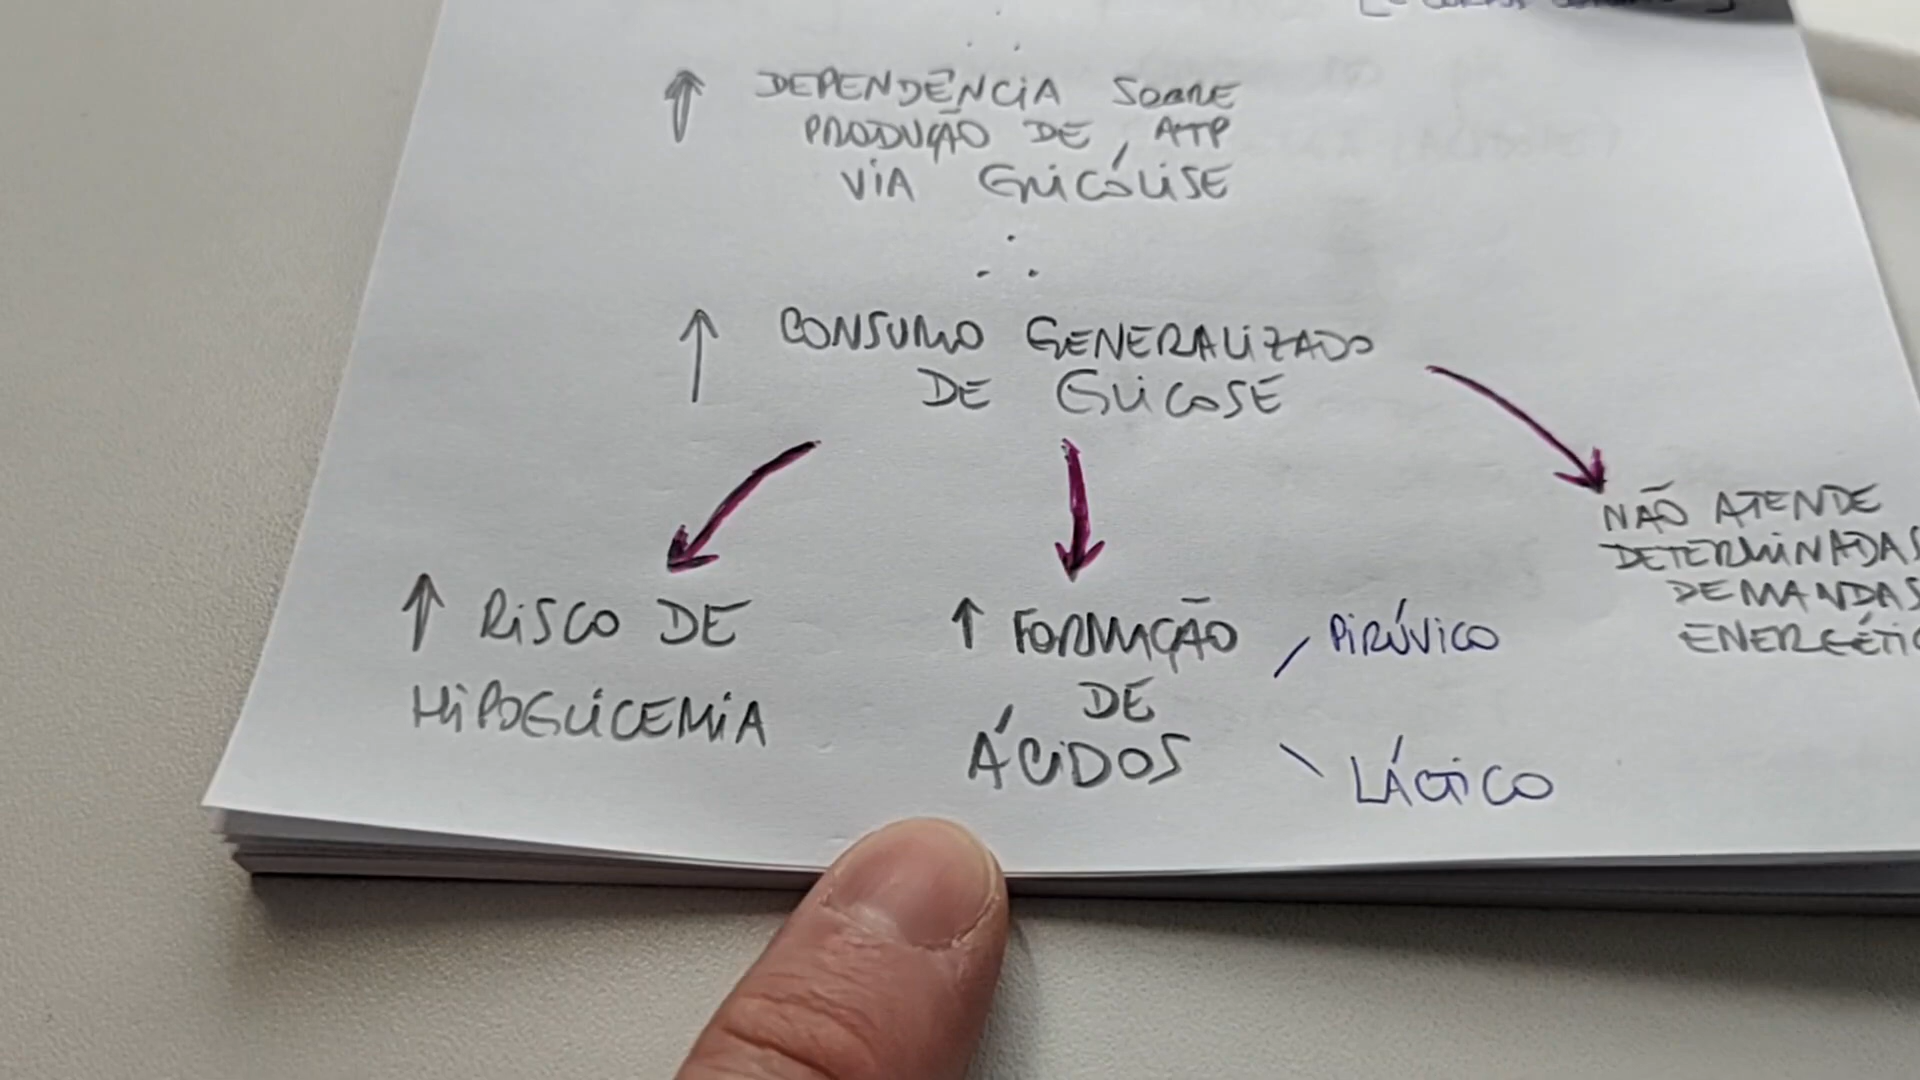 ↑ DEPENDÊNCIA SOBRE
PRODUÇÃO DE ATP
VIA GLICÓLISE
∴
↑ CONSUMO GENERALIZADO
DE GLICOSE
↑ RISCO DE
HIPOGLICEMIA
↑ FORMAÇÃO
DE
ÁCIDOS
PIRÚVICO
LÁCTICO
NÃO ATENDE
DETERMINADAS
DEMANDAS